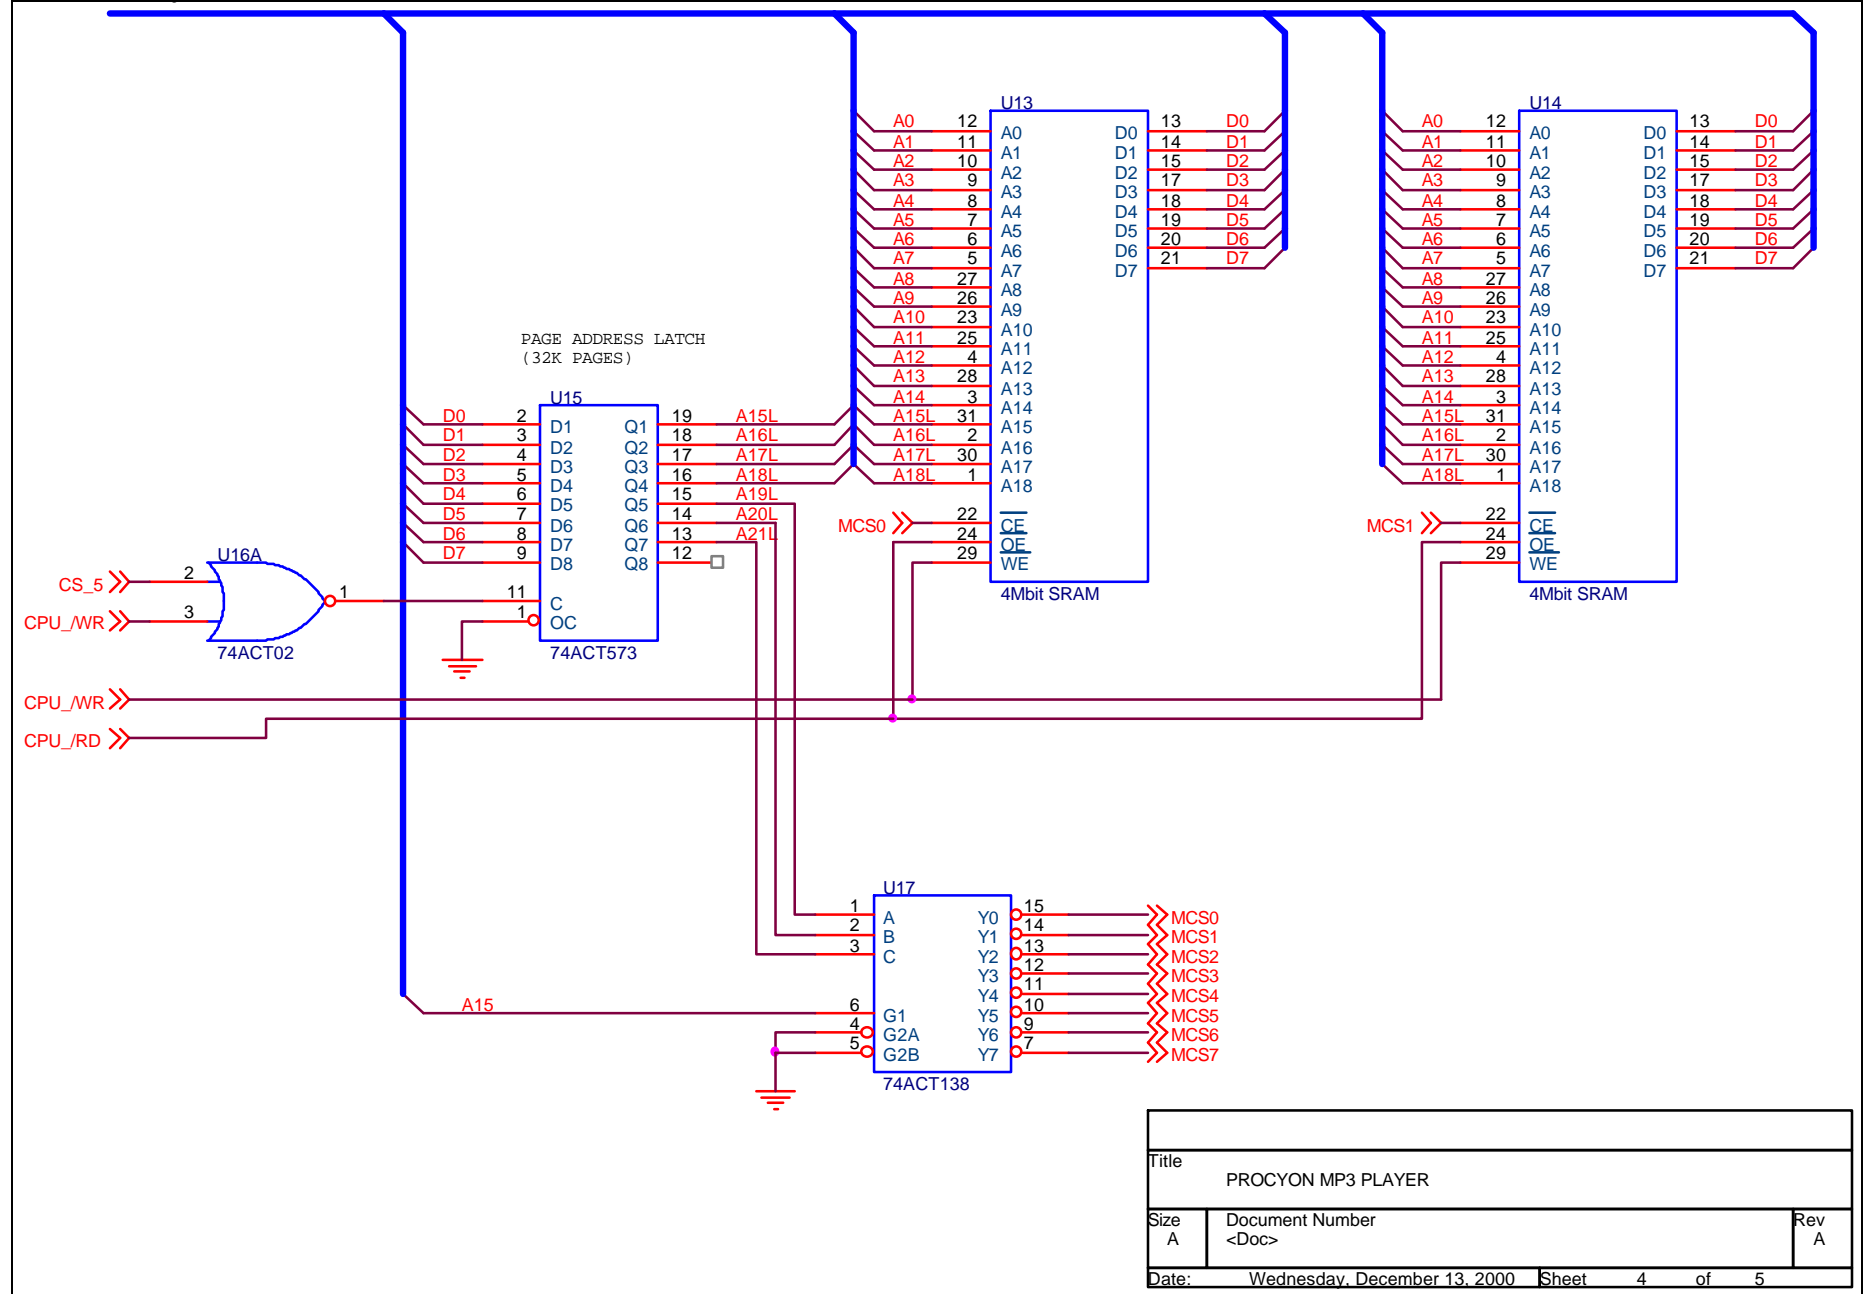 U13
A0 12 A0 D0 13 D0
A1 11 A1 D1 14 D1
A2 10 A2 D2 15 D2
A3 9 A3 D3 17 D3
A4 8 A4 D4 18 D4
A5 7 A5 D5 19 D5
A6 6 A6 D6 20 D6
A7 5 A7 D7 21 D7
A8 27 A8
A9 26 A9
A10 23 A10
A11 25 A11
A12 4 A12
A13 28 A13
A14 3 A14
A15L 31 A15
A16L 2 A16
A17L 30 A17
A18L 1 A18
MCS0 22 CE
24 OE
29 WE
4Mbit SRAM
U14
A0 12 A0 D0 13 D0
A1 11 A1 D1 14 D1
A2 10 A2 D2 15 D2
A3 9 A3 D3 17 D3
A4 8 A4 D4 18 D4
A5 7 A5 D5 19 D5
A6 6 A6 D6 20 D6
A7 5 A7 D7 21 D7
A8 27 A8
A9 26 A9
A10 23 A10
A11 25 A11
A12 4 A12
A13 28 A13
A14 3 A14
A15L 31 A15
A16L 2 A16
A17L 30 A17
A18L 1 A18
MCS1 22 CE
24 OE
29 WE
4Mbit SRAM
PAGE ADDRESS LATCH
(32K PAGES)
U15
D0 2 D1 Q1 19 A15L
D1 3 D2 Q2 18 A16L
D2 4 D3 Q3 17 A17L
D3 5 D4 Q4 16 A18L
D4 6 D5 Q5 15 A19L
D5 7 D6 Q6 14 A20L
D6 8 D7 Q7 13 A21L
D7 9 D8 Q8 12
11 C
1 OC
74ACT573
U16A
CS_5 2
1
CPU_/WR 3
74ACT02
CPU_/WR
CPU_/RD
U17
1 A Y0 15 MCS0
2 B Y1 14 MCS1
3 C Y2 13 MCS2
Y3 12 MCS3
Y4 11 MCS4
A15 6 G1 Y5 10 MCS5
4 G2A Y6 9 MCS6
5 G2B Y7 7 MCS7
74ACT138
Title
PROCYON MP3 PLAYER
Size Document Number Rev
A <Doc> A
Date: Wednesday, December 13, 2000 Sheet 4 of 5